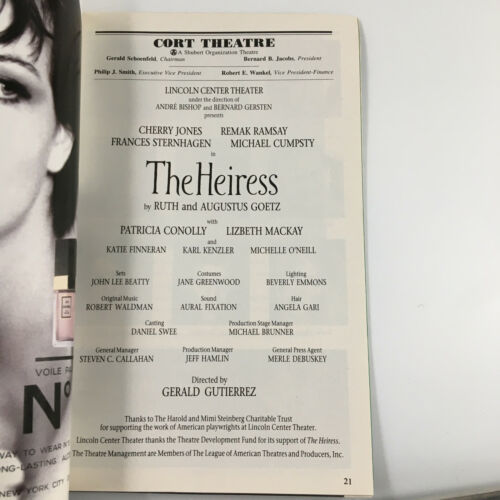 CORT THEATRE
A Shubert Organization Theatre
Gerald Schoenfeld, Chairman Bernard B. Jacobs, President
Philip J. Smith, Executive Vice President Robert E. Wankel, Vice President-Finance
LINCOLN CENTER THEATER
under the direction of
ANDRÉ BISHOP and BERNARD GERSTEN
presents
CHERRY JONES REMAK RAMSAY
FRANCES STERNHAGEN MICHAEL CUMPSTY
in
The Heiress
by RUTH and AUGUSTUS GOETZ
with
PATRICIA CONOLLY LIZBETH MACKAY
and
KATIE FINNERAN KARL KENZLER MICHELLE O'NEILL
Sets Costumes Lighting
JOHN LEE BEATTY JANE GREENWOOD BEVERLY EMMONS
Original Music Sound Hair
ROBERT WALDMAN AURAL FIXATION ANGELA GARI
Casting Production Stage Manager
DANIEL SWEE MICHAEL BRUNNER
General Manager Production Manager General Press Agent
STEVEN C. CALLAHAN JEFF HAMLIN MERLE DEBUSKEY
Directed by
GERALD GUTIERREZ
Thanks to The Harold and Mimi Steinberg Charitable Trust
for supporting the work of American playwrights at Lincoln Center Theater.
Lincoln Center Theater thanks the Theatre Development Fund for its support of The Heiress.
The Theatre Management are Members of The League of American Theatres and Producers, Inc.
21
VOILE
Nº
WAY TO WEAR
LASTING.
NEW YORK CITY